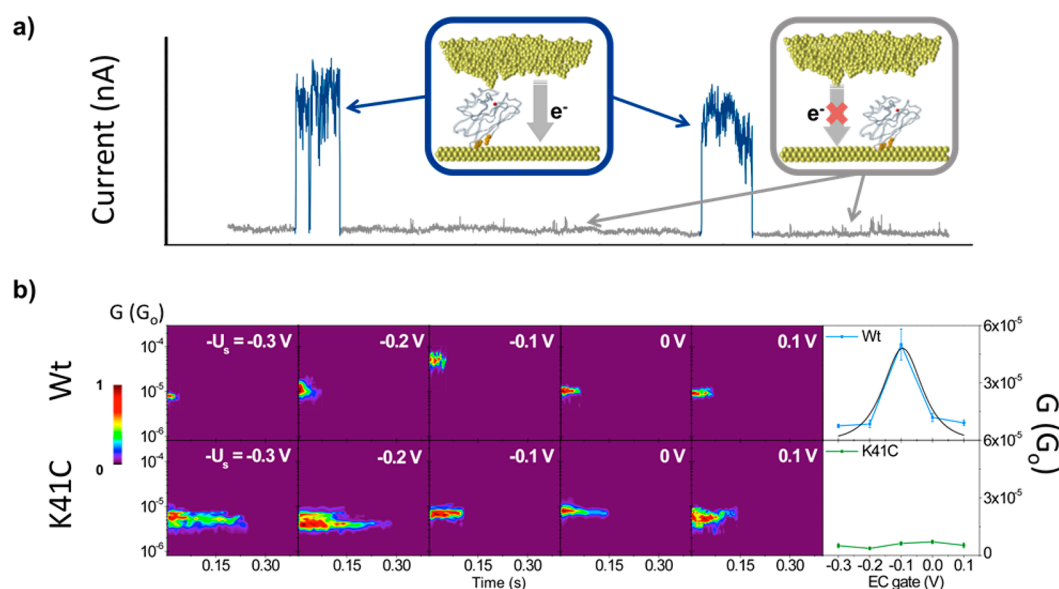 a)
Current (nA)
e-
e-
b)
G (Go)
Wt
K41C
1
0
10-4
10-5
10-6
10-4
10-5
10-6
-Us = -0.3 V
-0.2 V
-0.1 V
0 V
0.1 V
-Us = -0.3 V
-0.2 V
-0.1 V
0 V
0.1 V
0.15 0.30 0.15 0.30 0.15 0.30 0.15 0.30 0.15 0.30
Time (s)
Wt
K41C
6x10-5
3x10-5
0
6x10-5
3x10-5
0
G (Go)
-0.3 -0.2 -0.1 0.0 0.1
EC gate (V)